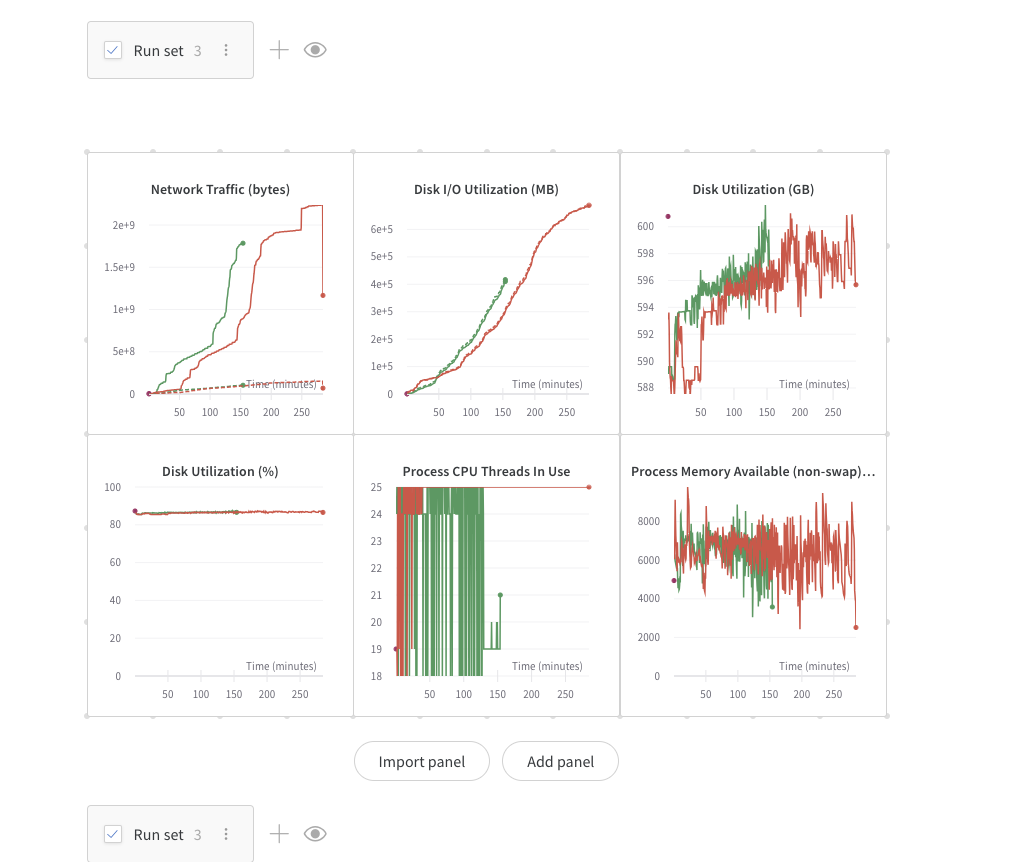 Run set 3
Network Traffic (bytes)
2e+9
1.5e+9
1e+9
5e+8
0
Time (minutes)
50 100 150 200 250
Disk I/O Utilization (MB)
6e+5
5e+5
4e+5
3e+5
2e+5
1e+5
0
Time (minutes)
50 100 150 200 250
Disk Utilization (GB)
600
598
596
594
592
590
588
Time (minutes)
50 100 150 200 250
Disk Utilization (%)
100
80
60
40
20
0
Time (minutes)
50 100 150 200 250
Process CPU Threads In Use
25
24
23
22
21
20
19
18
Time (minutes)
50 100 150 200 250
Process Memory Available (non-swap)...
8000
6000
4000
2000
0
Time (minutes)
50 100 150 200 250
Import panel
Add panel
Run set 3